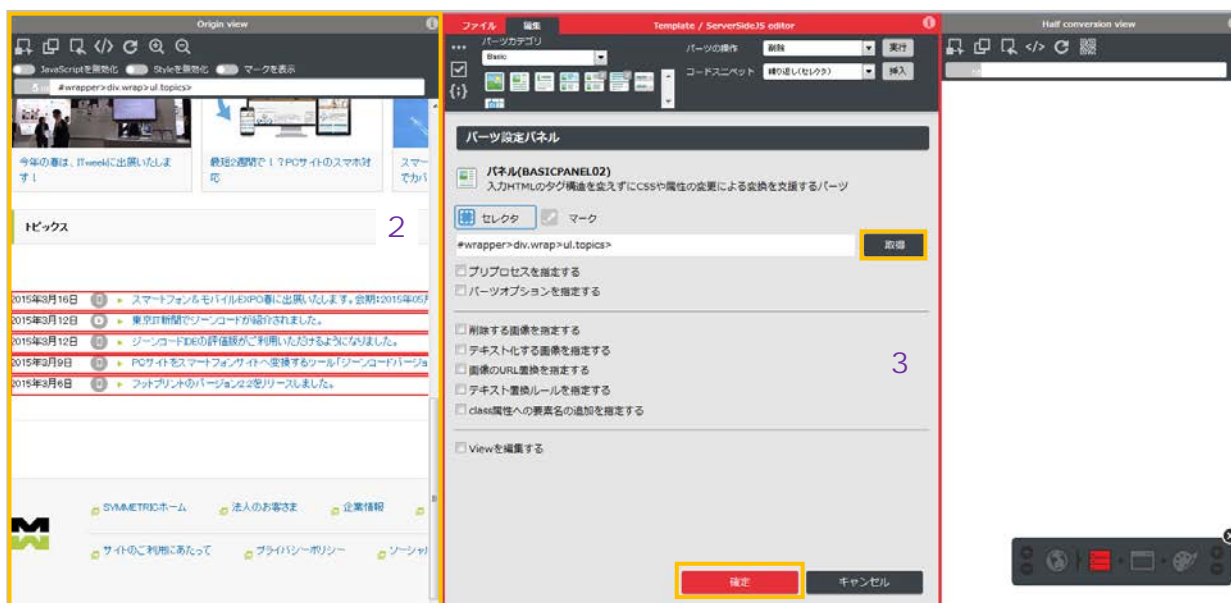 Origin view
JavaScriptを無効化 Styleを無効化 マークを表示
#wrapper>div.wrap>ul.topics>
今年の春は、ITweekに出展いたします!
最短2週間で!?PCサイトのスマホ対応
スマー
でカバ
トピックス
2
2015年3月16日 スマートフォン&モバイルEXPO春に出展いたします。会期:2015年05月
2015年3月12日 東京IT新聞でジーンコードが紹介されました。
2015年3月12日 ジーンコードIDEの評価版がご利用いただけるようになりました。
2015年3月9日 PCサイトをスマートフォンサイトへ変換するツール「ジーンコードバージョ
2015年3月6日 フットプリントのバージョン2.2をリリースしました。
SYMMETRICホーム 法人のお客さま 企業情報
サイトのご利用にあたって プライバシーポリシー ソーシャル
ファイル 編集 Template / ServerSideJS editor
パーツカテゴリ
Basic
パーツの操作 削除 実行
コードスニペット 繰り返し(セレクタ) 挿入
パーツ設定パネル
パネル(BASICPANEL02)
入力HTMLのタグ構造を変えずにCSSや属性の変更による変換を支援するパーツ
セレクタ マーク
#wrapper>div.wrap>ul.topics> 取得
プリプロセスを指定する
パーツオプションを指定する
削除する画像を指定する
テキスト化する画像を指定する
画像のURL置換を指定する
テキスト置換ルールを指定する
class属性への要素名の追加を指定する
3
Viewを編集する
確定 キャンセル
Half conversion view